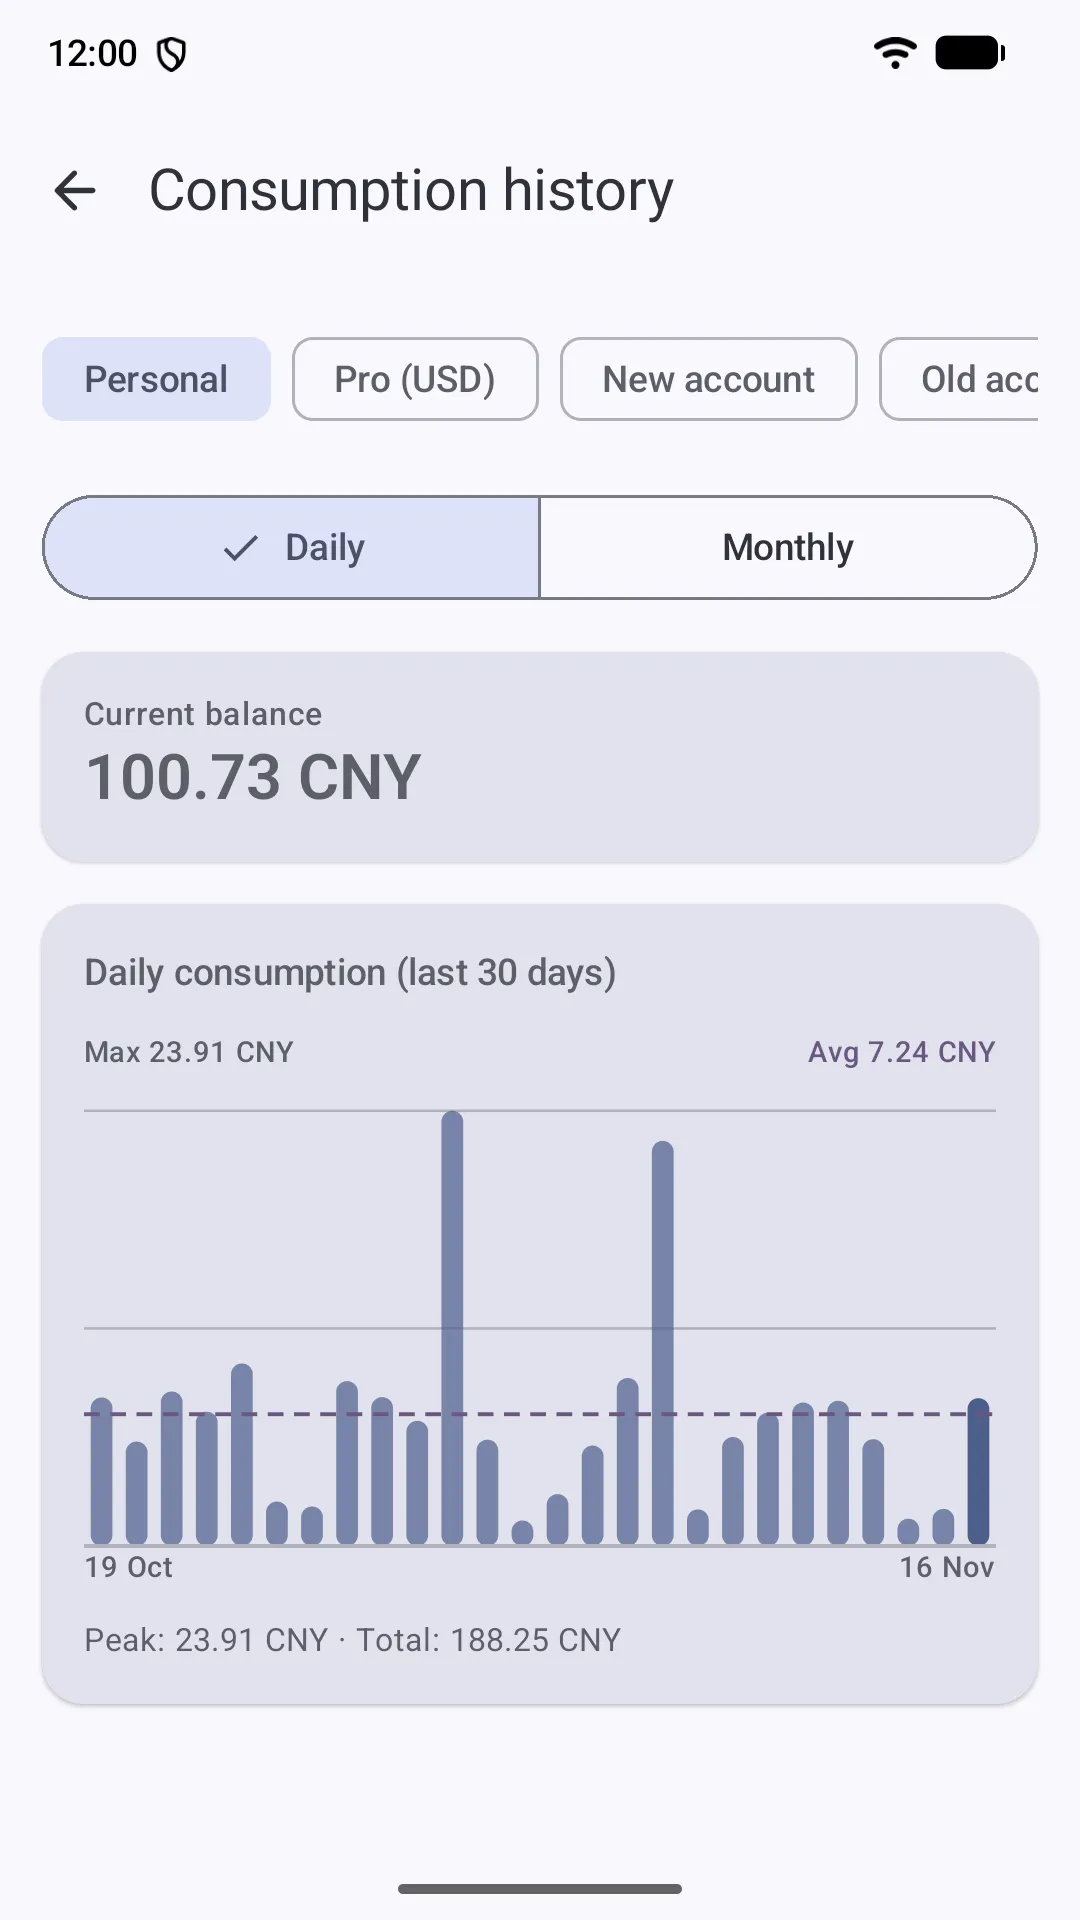 12:00
Consumption history
Personal
Pro (USD)
New account
Old acc
Daily
Monthly
Current balance
100.73 CNY
Daily consumption (last 30 days)
Max 23.91 CNY
Avg 7.24 CNY
19 Oct
16 Nov
Peak: 23.91 CNY · Total: 188.25 CNY